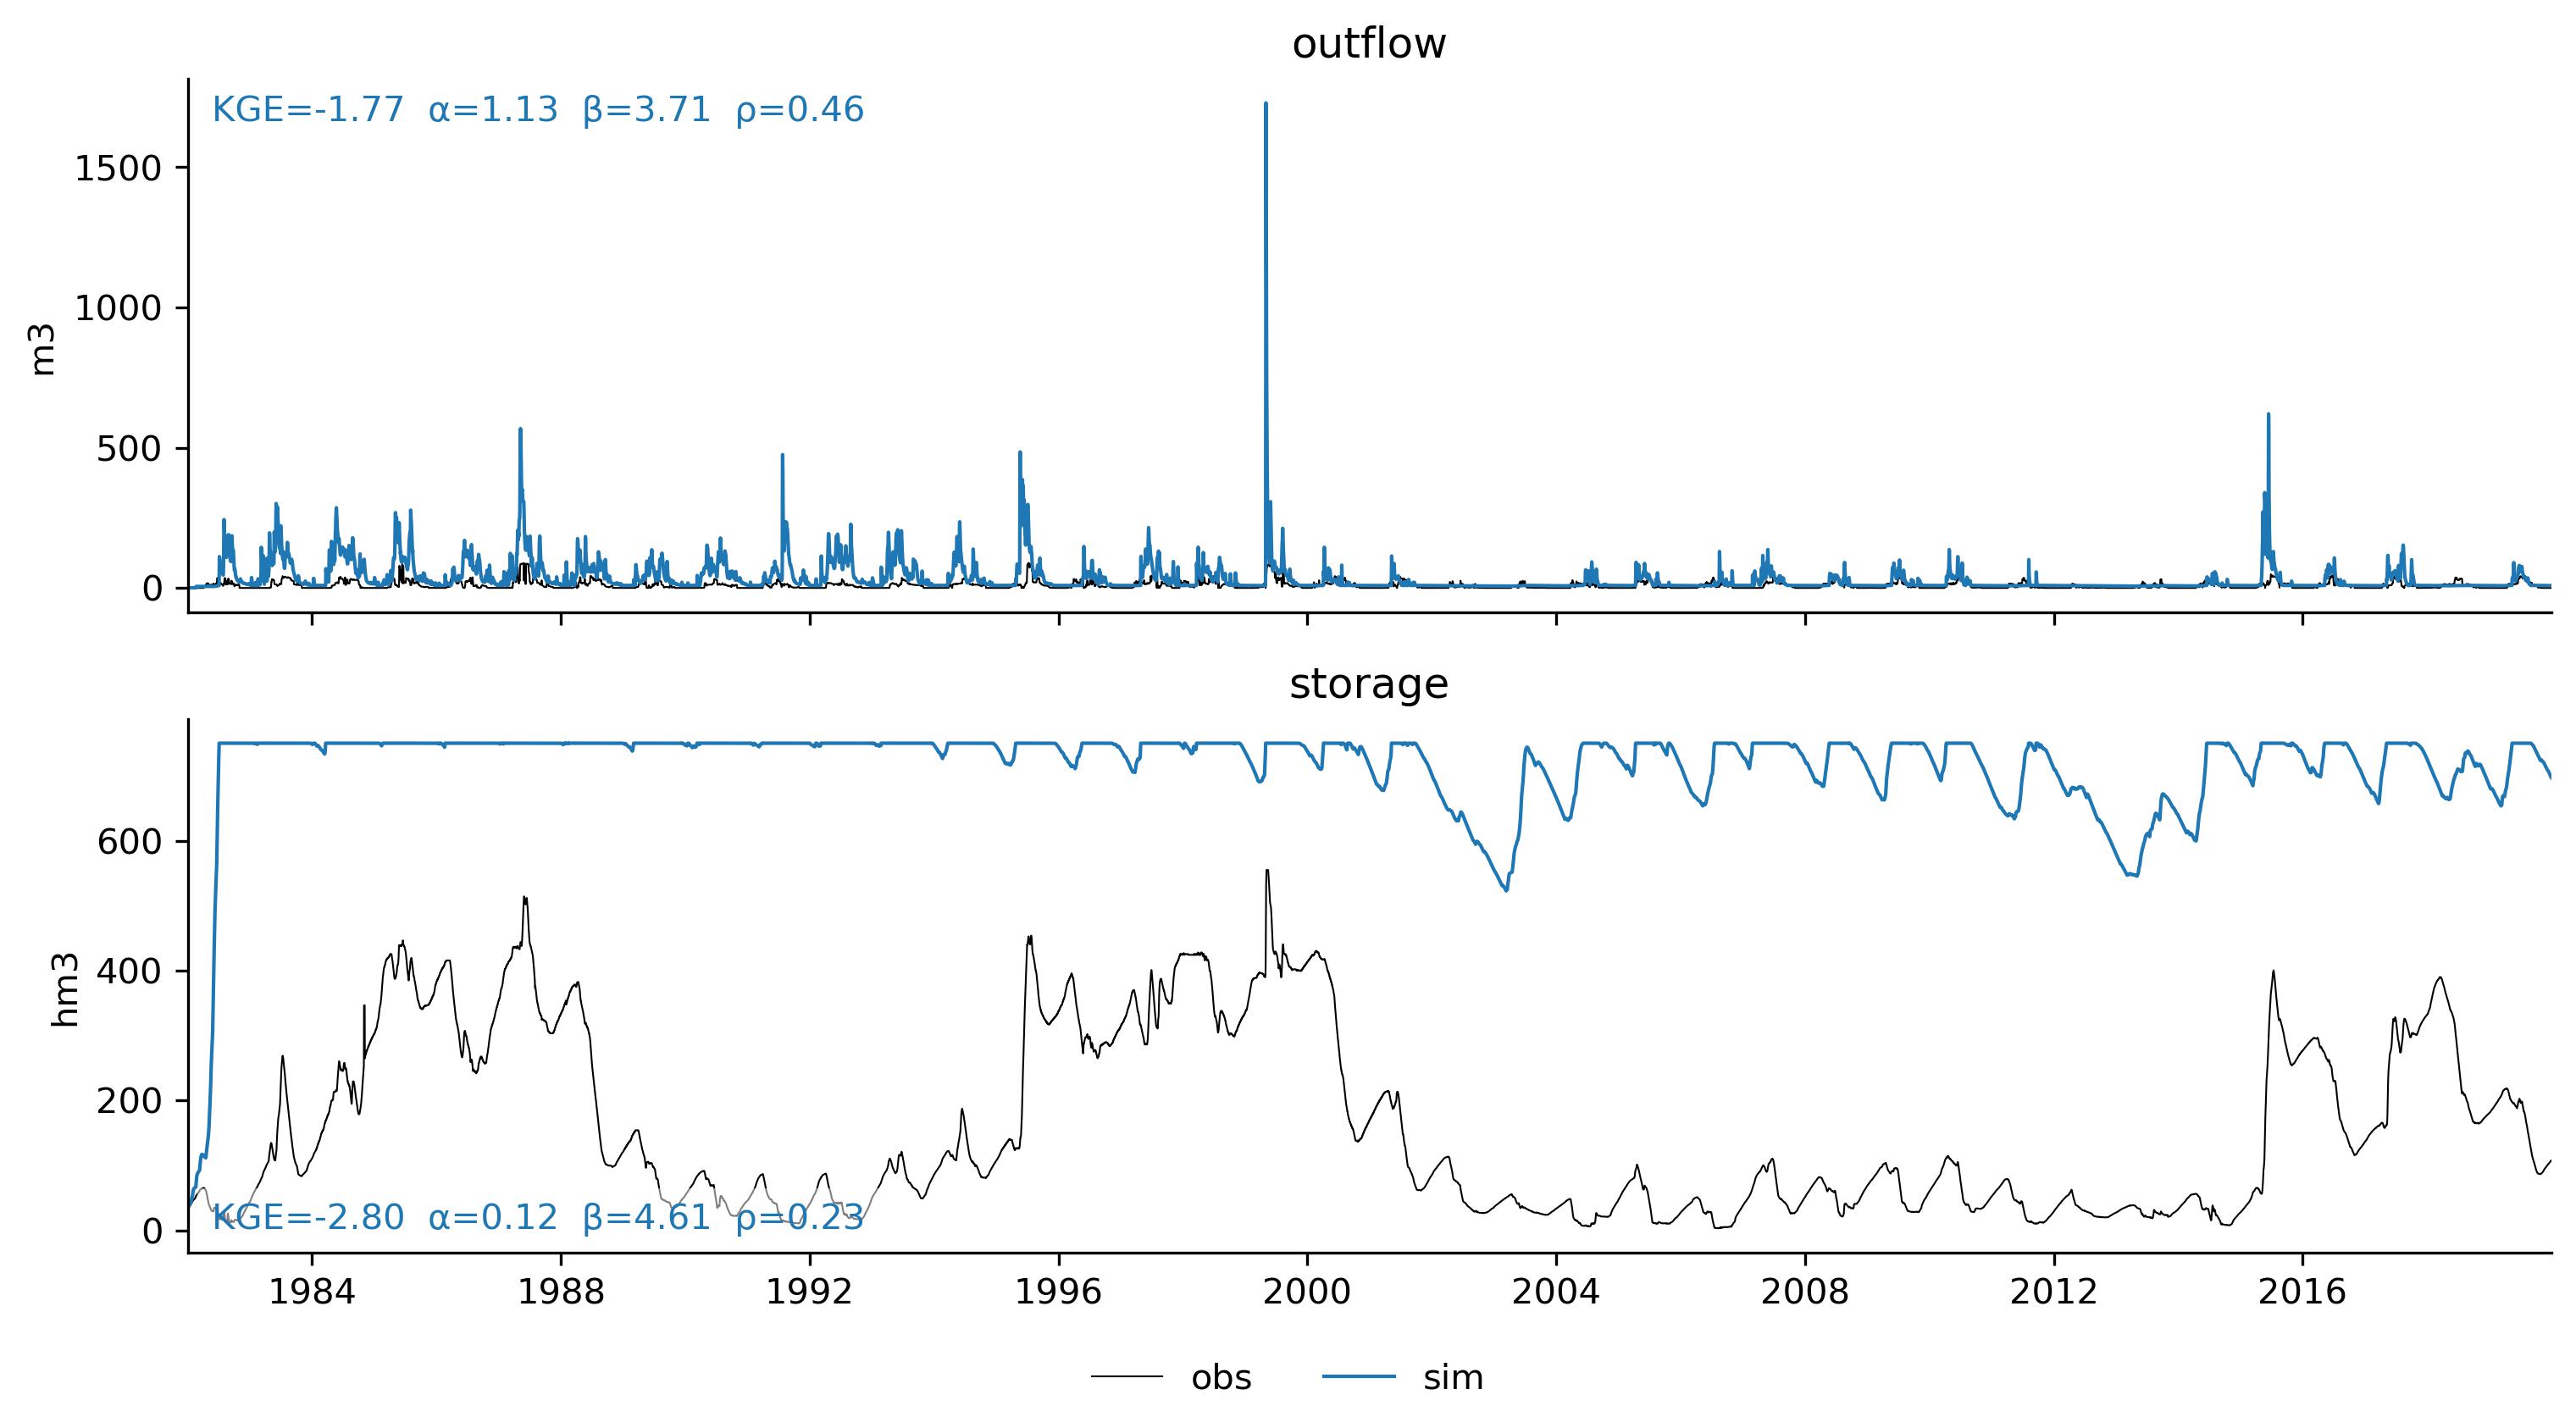 outflow
KGE=-1.77 α=1.13 β=3.71 ρ=0.46
1500
1000
500
0
m3
storage
600
400
200
0
hm3
KGE=-2.80 α=0.12 β=4.61 ρ=0.23
1984 1988 1992 1996 2000 2004 2008 2012 2016
obs sim